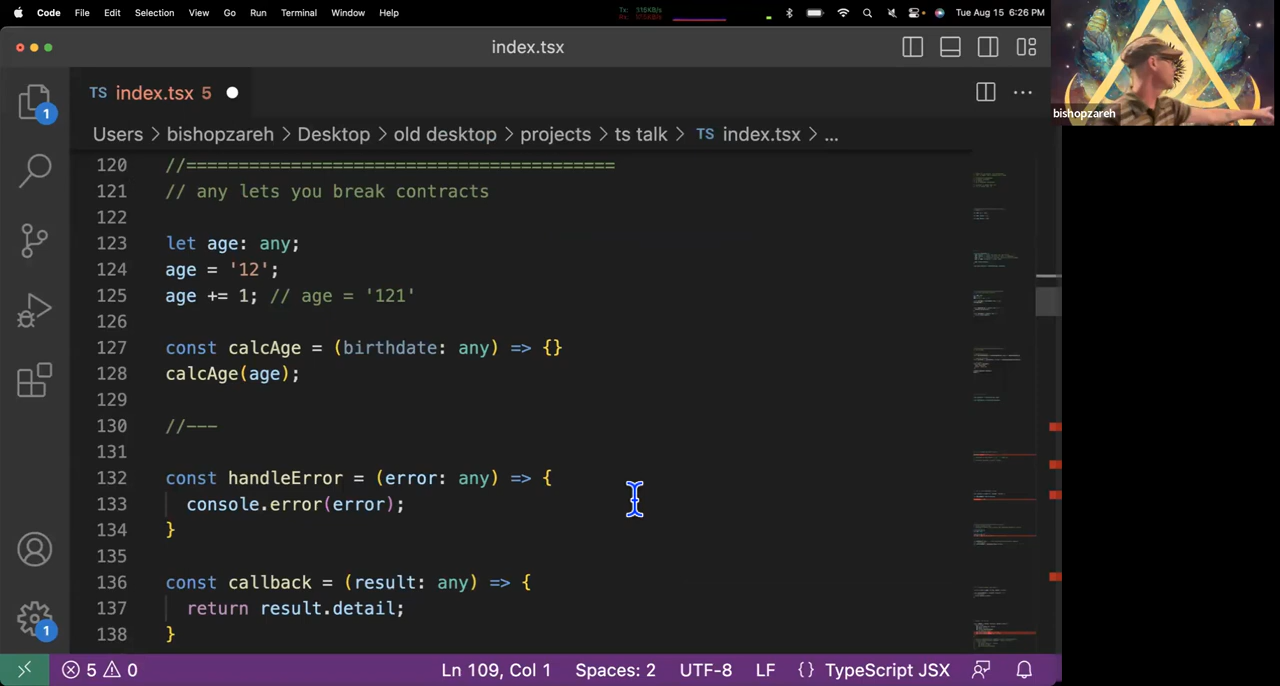 Code File Edit Selection View Go Run Terminal Window Help Tue Aug 15 6:26 PM
index.tsx
TS index.tsx 5
bishopzareh
Users > bishopzareh > Desktop > old desktop > projects > ts talk > TS index.tsx > ...
120 //=========================================
121 // any lets you break contracts
122
123 let age: any;
124 age = '12';
125 age += 1; // age = '121'
126
127 const calcAge = (birthdate: any) => {}
128 calcAge(age);
129
130 //---
131
132 const handleError = (error: any) => {
133 console.error(error);
134 }
135
136 const callback = (result: any) => {
137 return result.detail;
138 }
1
1
5 0 Ln 109, Col 1 Spaces: 2 UTF-8 LF {} TypeScript JSX